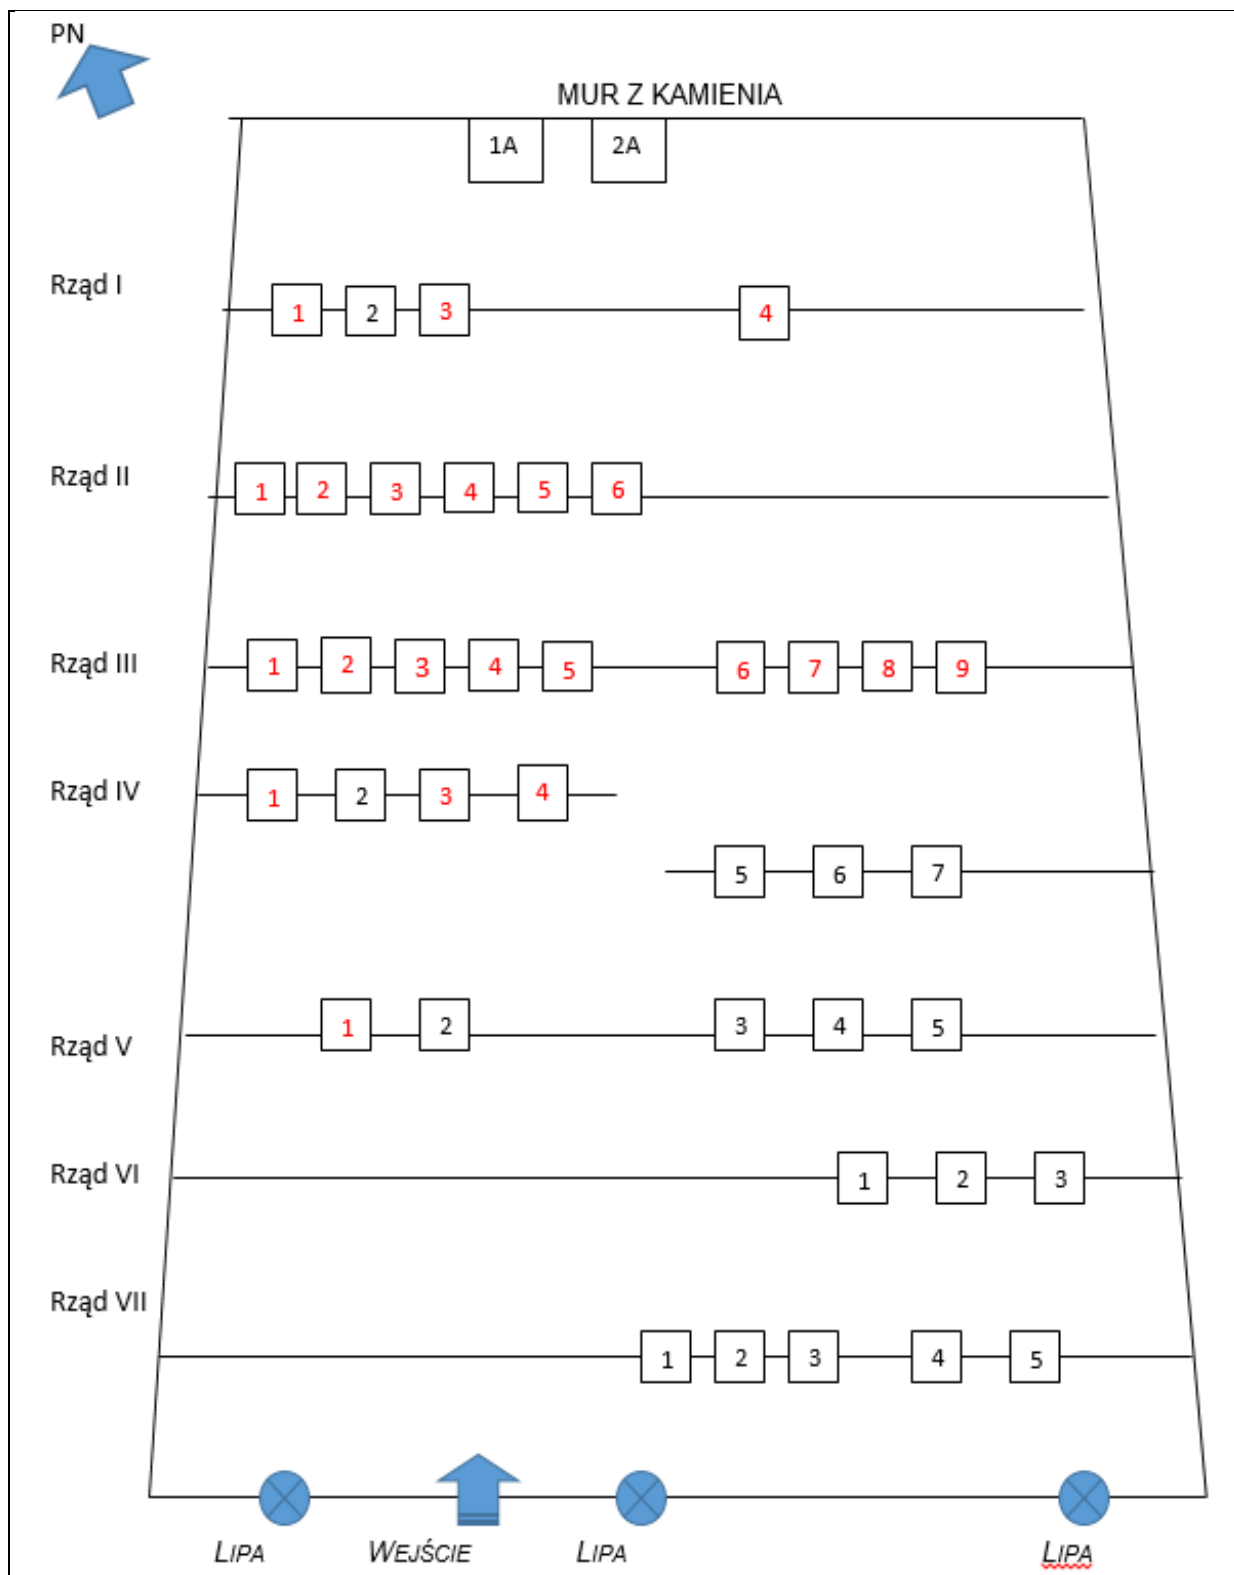 PN
MUR Z KAMIENIA
1A 2A
Rząd I
1 2 3 4
Rząd II
1 2 3 4 5 6
Rząd III
1 2 3 4 5 6 7 8 9
Rząd IV
1 2 3 4
5 6 7
Rząd V
1 2 3 4 5
Rząd VI
1 2 3
Rząd VII
1 2 3 4 5
LIPA WEJŚCIE LIPA LIPA